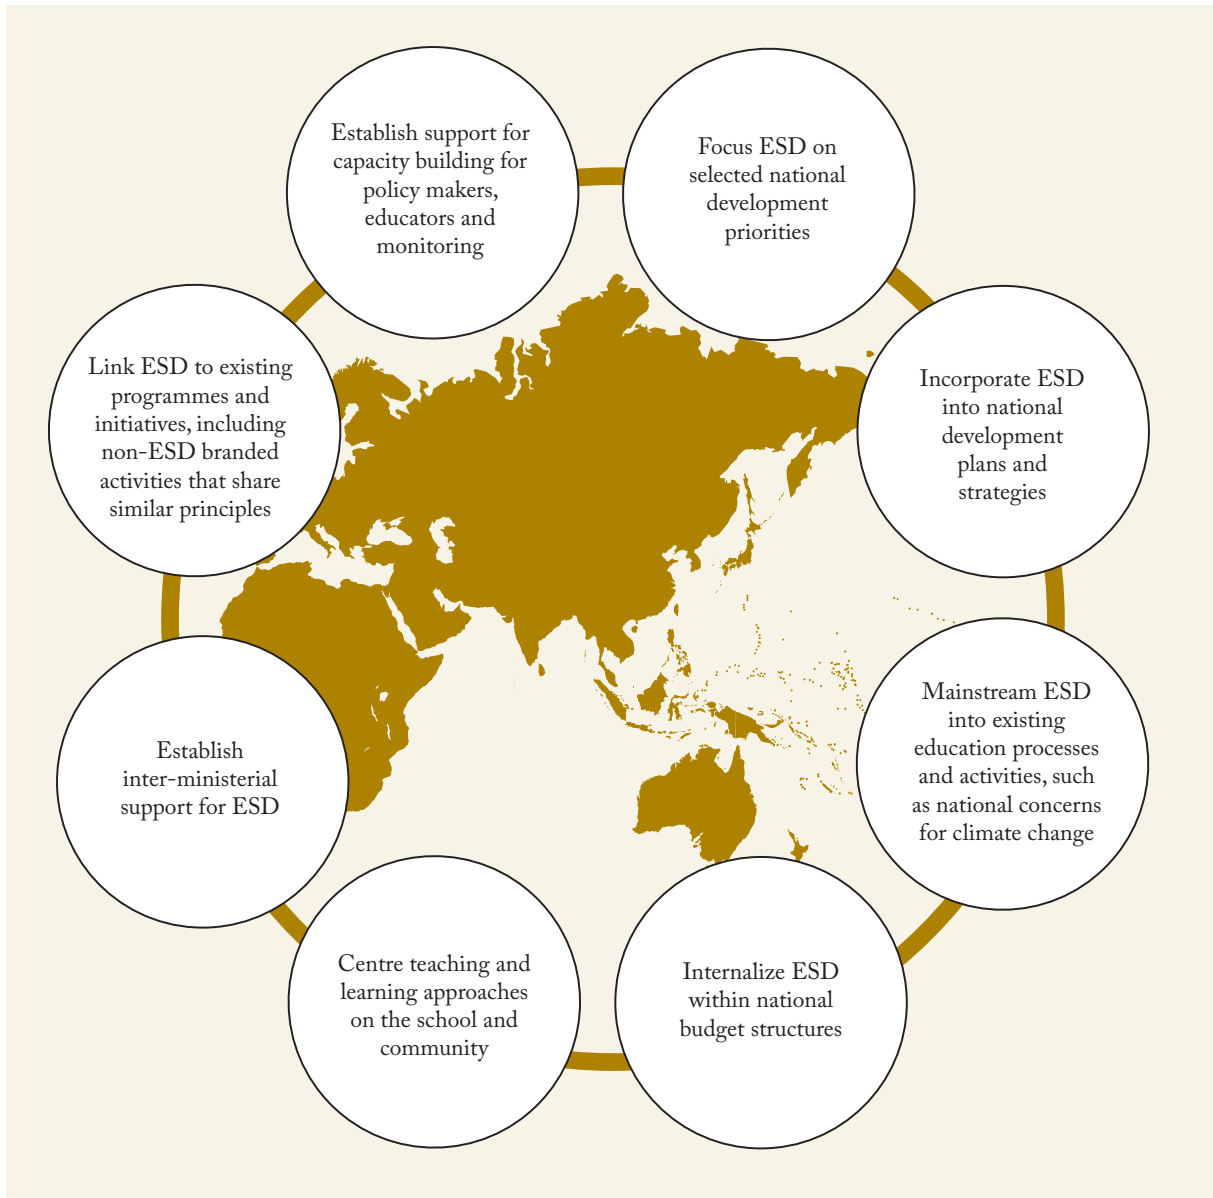 Establish support for
capacity building for
policy makers,
educators and
monitoring
Focus ESD on
selected national
development
priorities
Incorporate ESD
into national
development
plans and
strategies
Mainstream ESD
into existing
education processes
and activities, such
as national concerns
for climate change
Internalize ESD
within national
budget structures
Centre teaching and
learning approaches
on the school and
community
Establish
inter-ministerial
support for ESD
Link ESD to existing
programmes and
initiatives, including
non-ESD branded
activities that share
similar principles